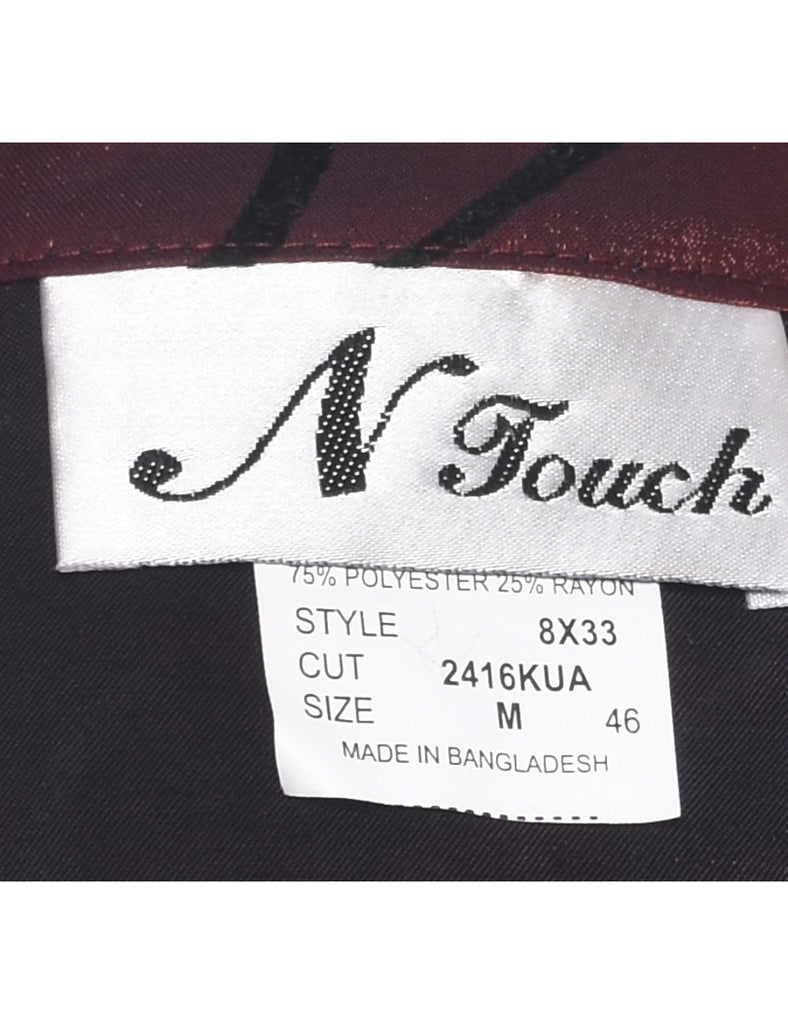 N Touch
75% POLYESTER 25% RAYON
STYLE 8X33
CUT 2416KUA
SIZE M 46
MADE IN BANGLADESH